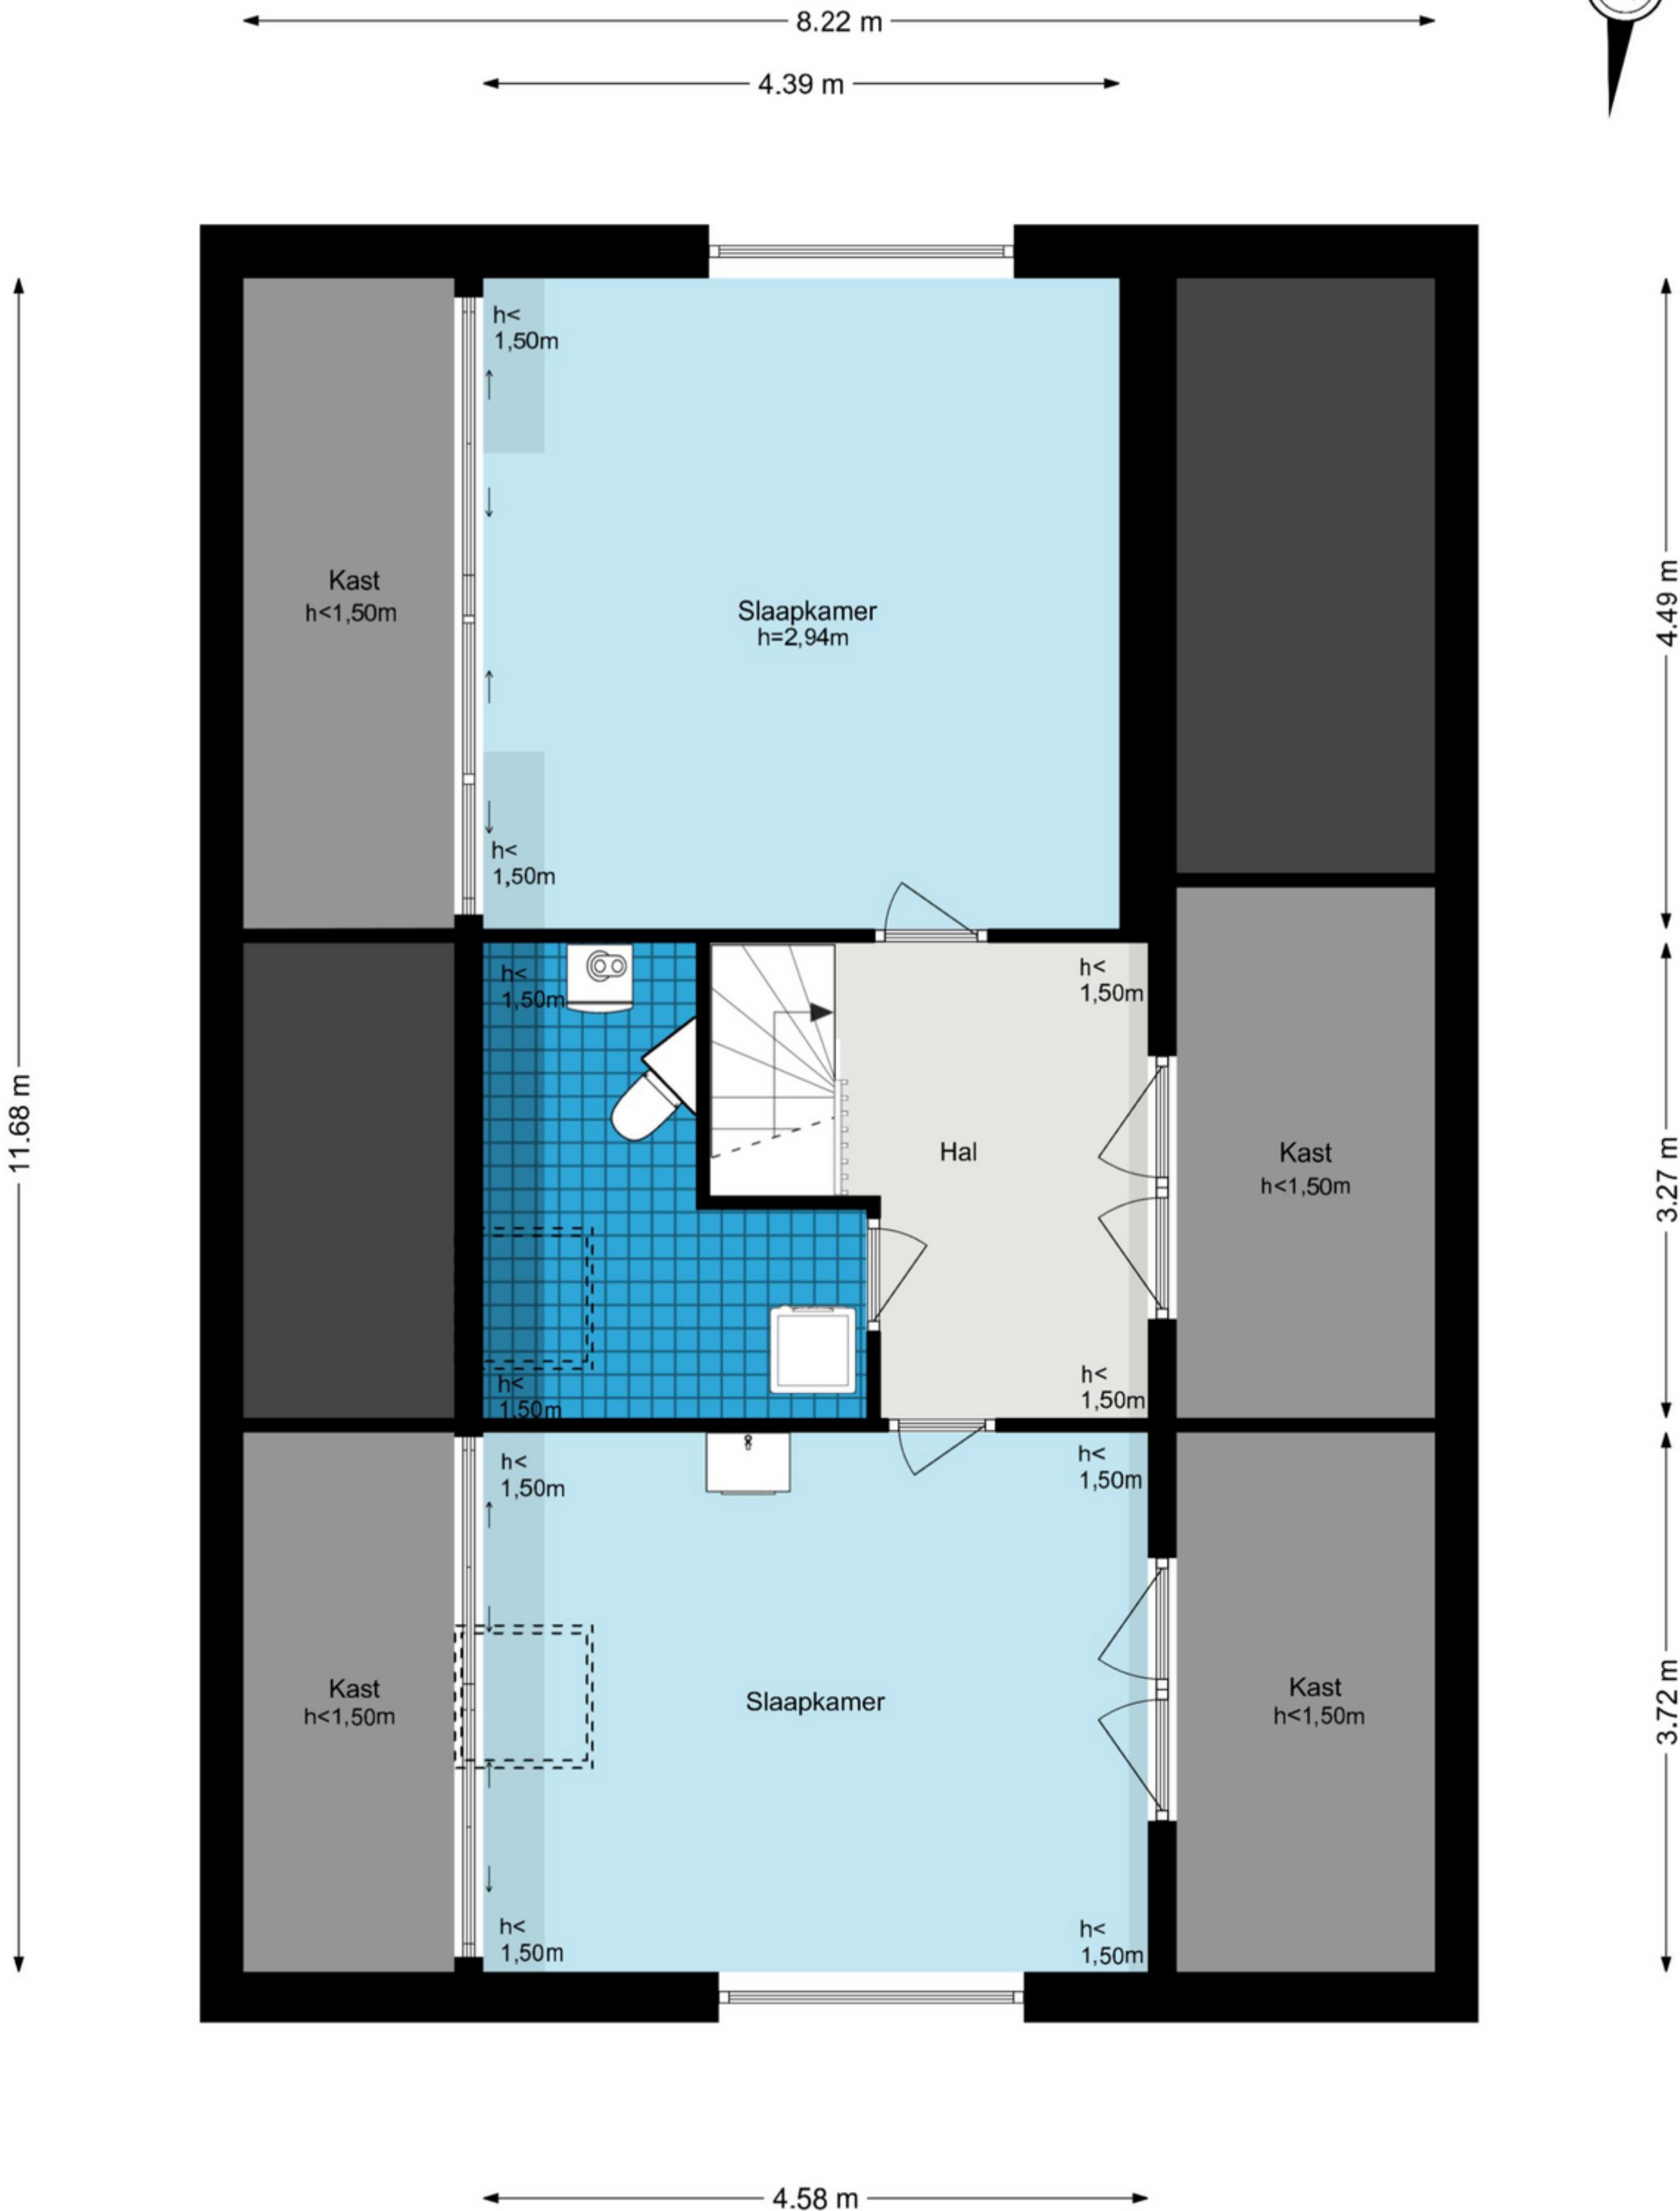 8.22 m
4.39 m
h<
1,50m
4.49 m
Kast
h<1,50m
Slaapkamer
h=2,94m
h<
1,50m
h<
1,50m
h<
1,50m
11.68 m
Hal
Kast
h<1,50m
3.27 m
h<
1,50m
h<
1,50m
h<
1,50m
h<
1,50m
Kast
h<1,50m
Slaapkamer
Kast
h<1,50m
3.72 m
h<
1,50m
h<
1,50m
4.58 m